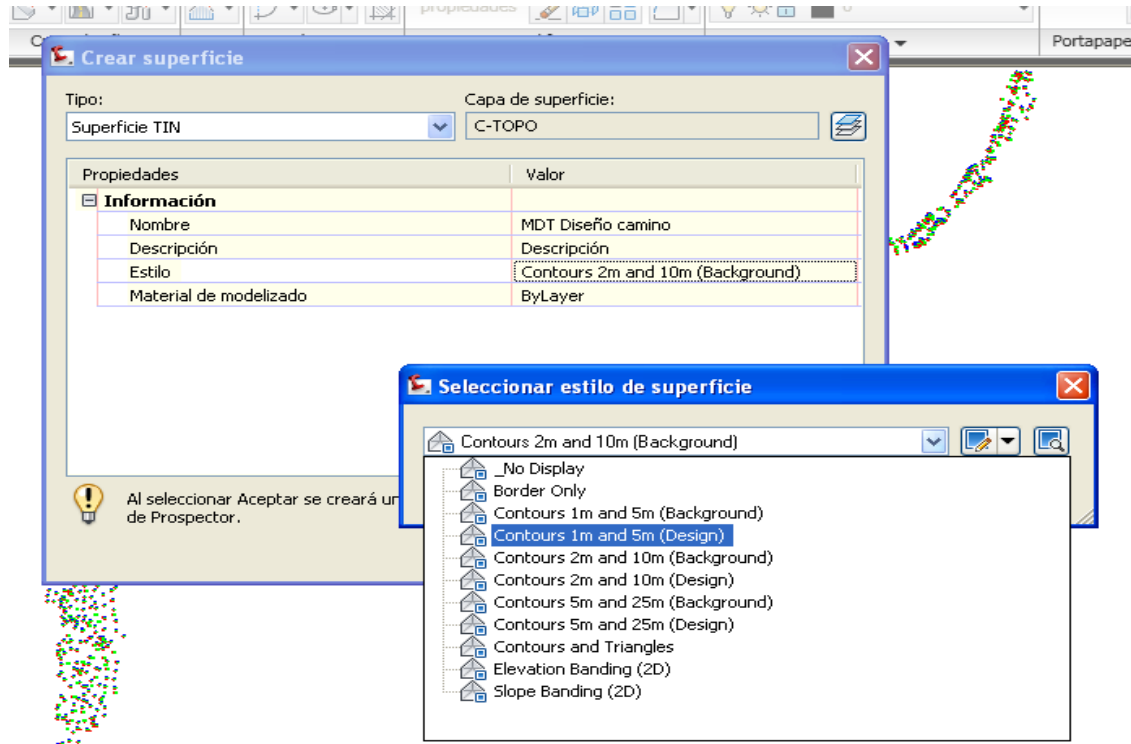 propiedades
Portapape
Crear superficie
Tipo:
Capa de superficie:
Superficie TIN
C-TOPO
Propiedades
Valor
Información
Nombre
MDT Diseño camino
Descripción
Descripción
Estilo
Contours 2m and 10m (Background)
Material de modelizado
ByLayer
Seleccionar estilo de superficie
Contours 2m and 10m (Background)
_No Display
Border Only
Contours 1m and 5m (Background)
Contours 1m and 5m (Design)
Contours 2m and 10m (Background)
Contours 2m and 10m (Design)
Contours 5m and 25m (Background)
Contours 5m and 25m (Design)
Contours and Triangles
Elevation Banding (2D)
Slope Banding (2D)
Al seleccionar Aceptar se creará un
de Prospector.